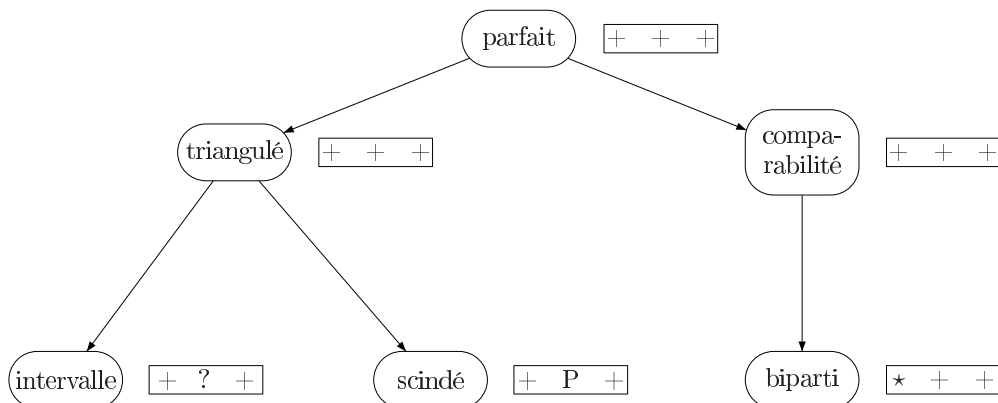 parfait + + +
triangulé + + +
compa-
rabilité + + +
intervalle + ? +
scindé + P +
biparti ⋆ + +